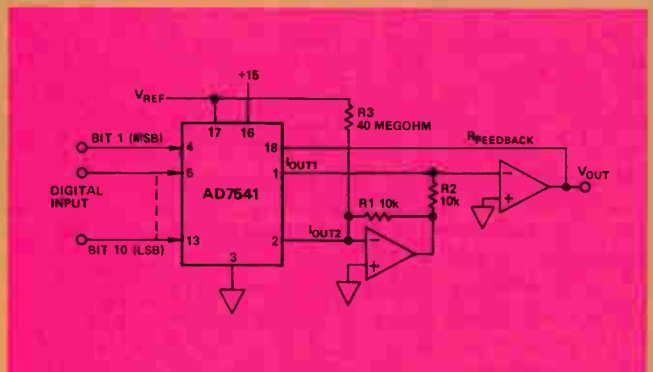 +15
VREF
R3
40 MEGOHM
BIT 1 (MSB)
4
17
16
18
RFEEDBACK
IOUT1
1
VOUT
DIGITAL
INPUT
5
AD7541
R2
10k
R1 10k
BIT 10 (LSB)
13
2
IOUT2
3